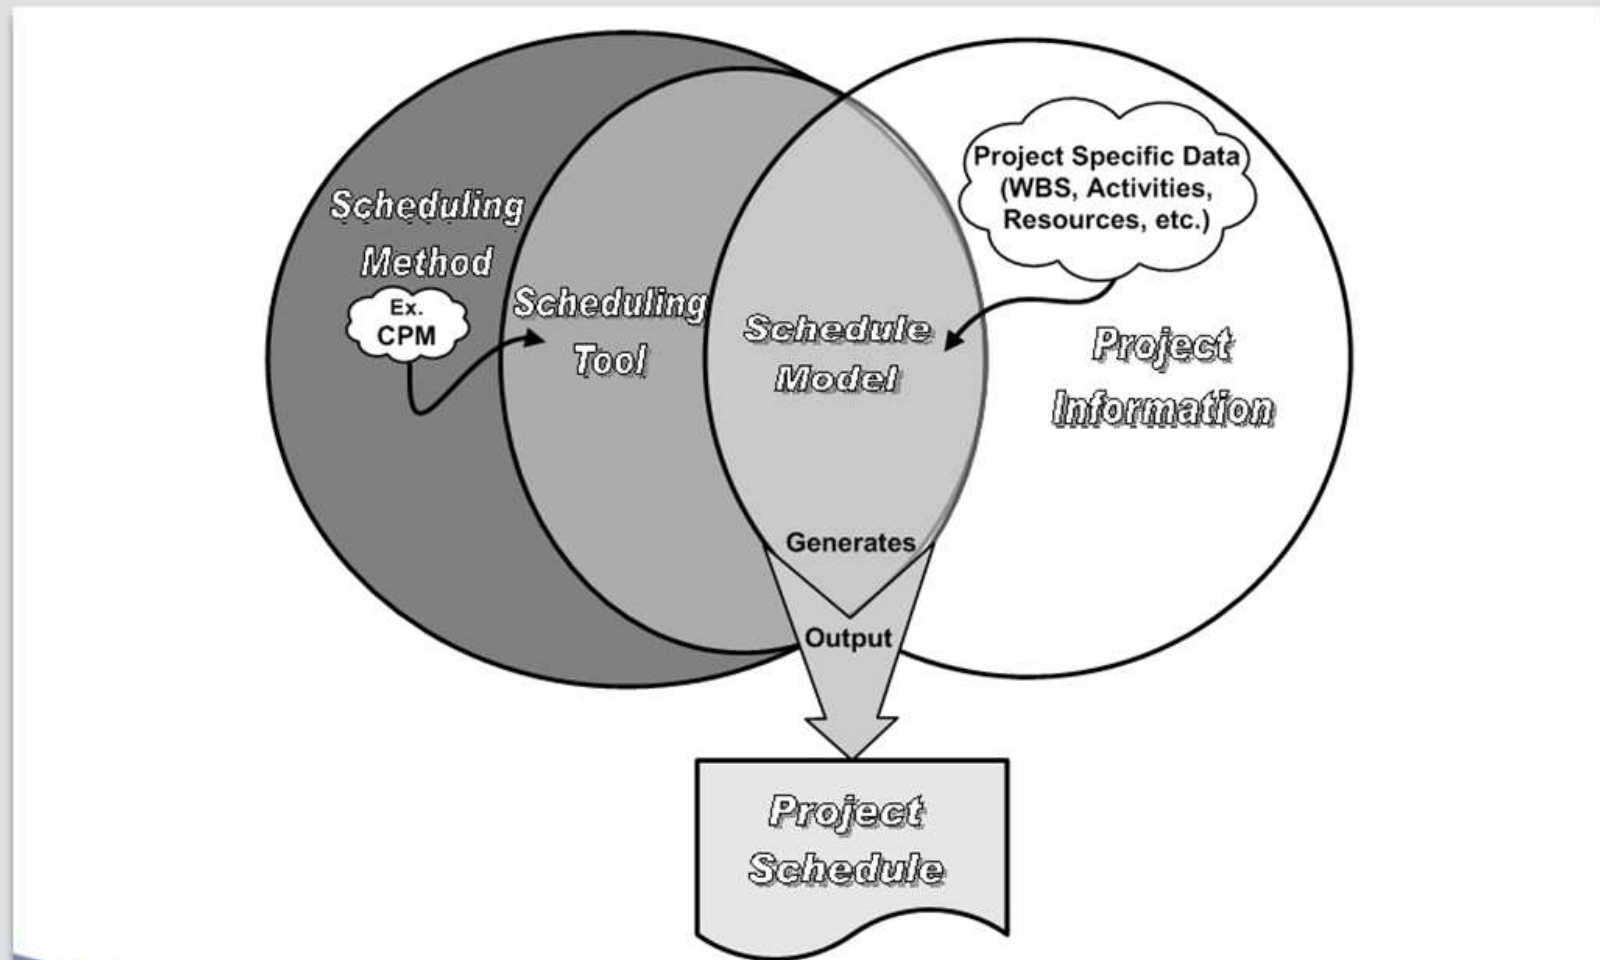 Scheduling
Method
Ex.
CPM
Scheduling
Tool
Schedule
Model
Project Specific Data
(WBS, Activities,
Resources, etc.)
Project
Information
Generates
Output
Project
Schedule